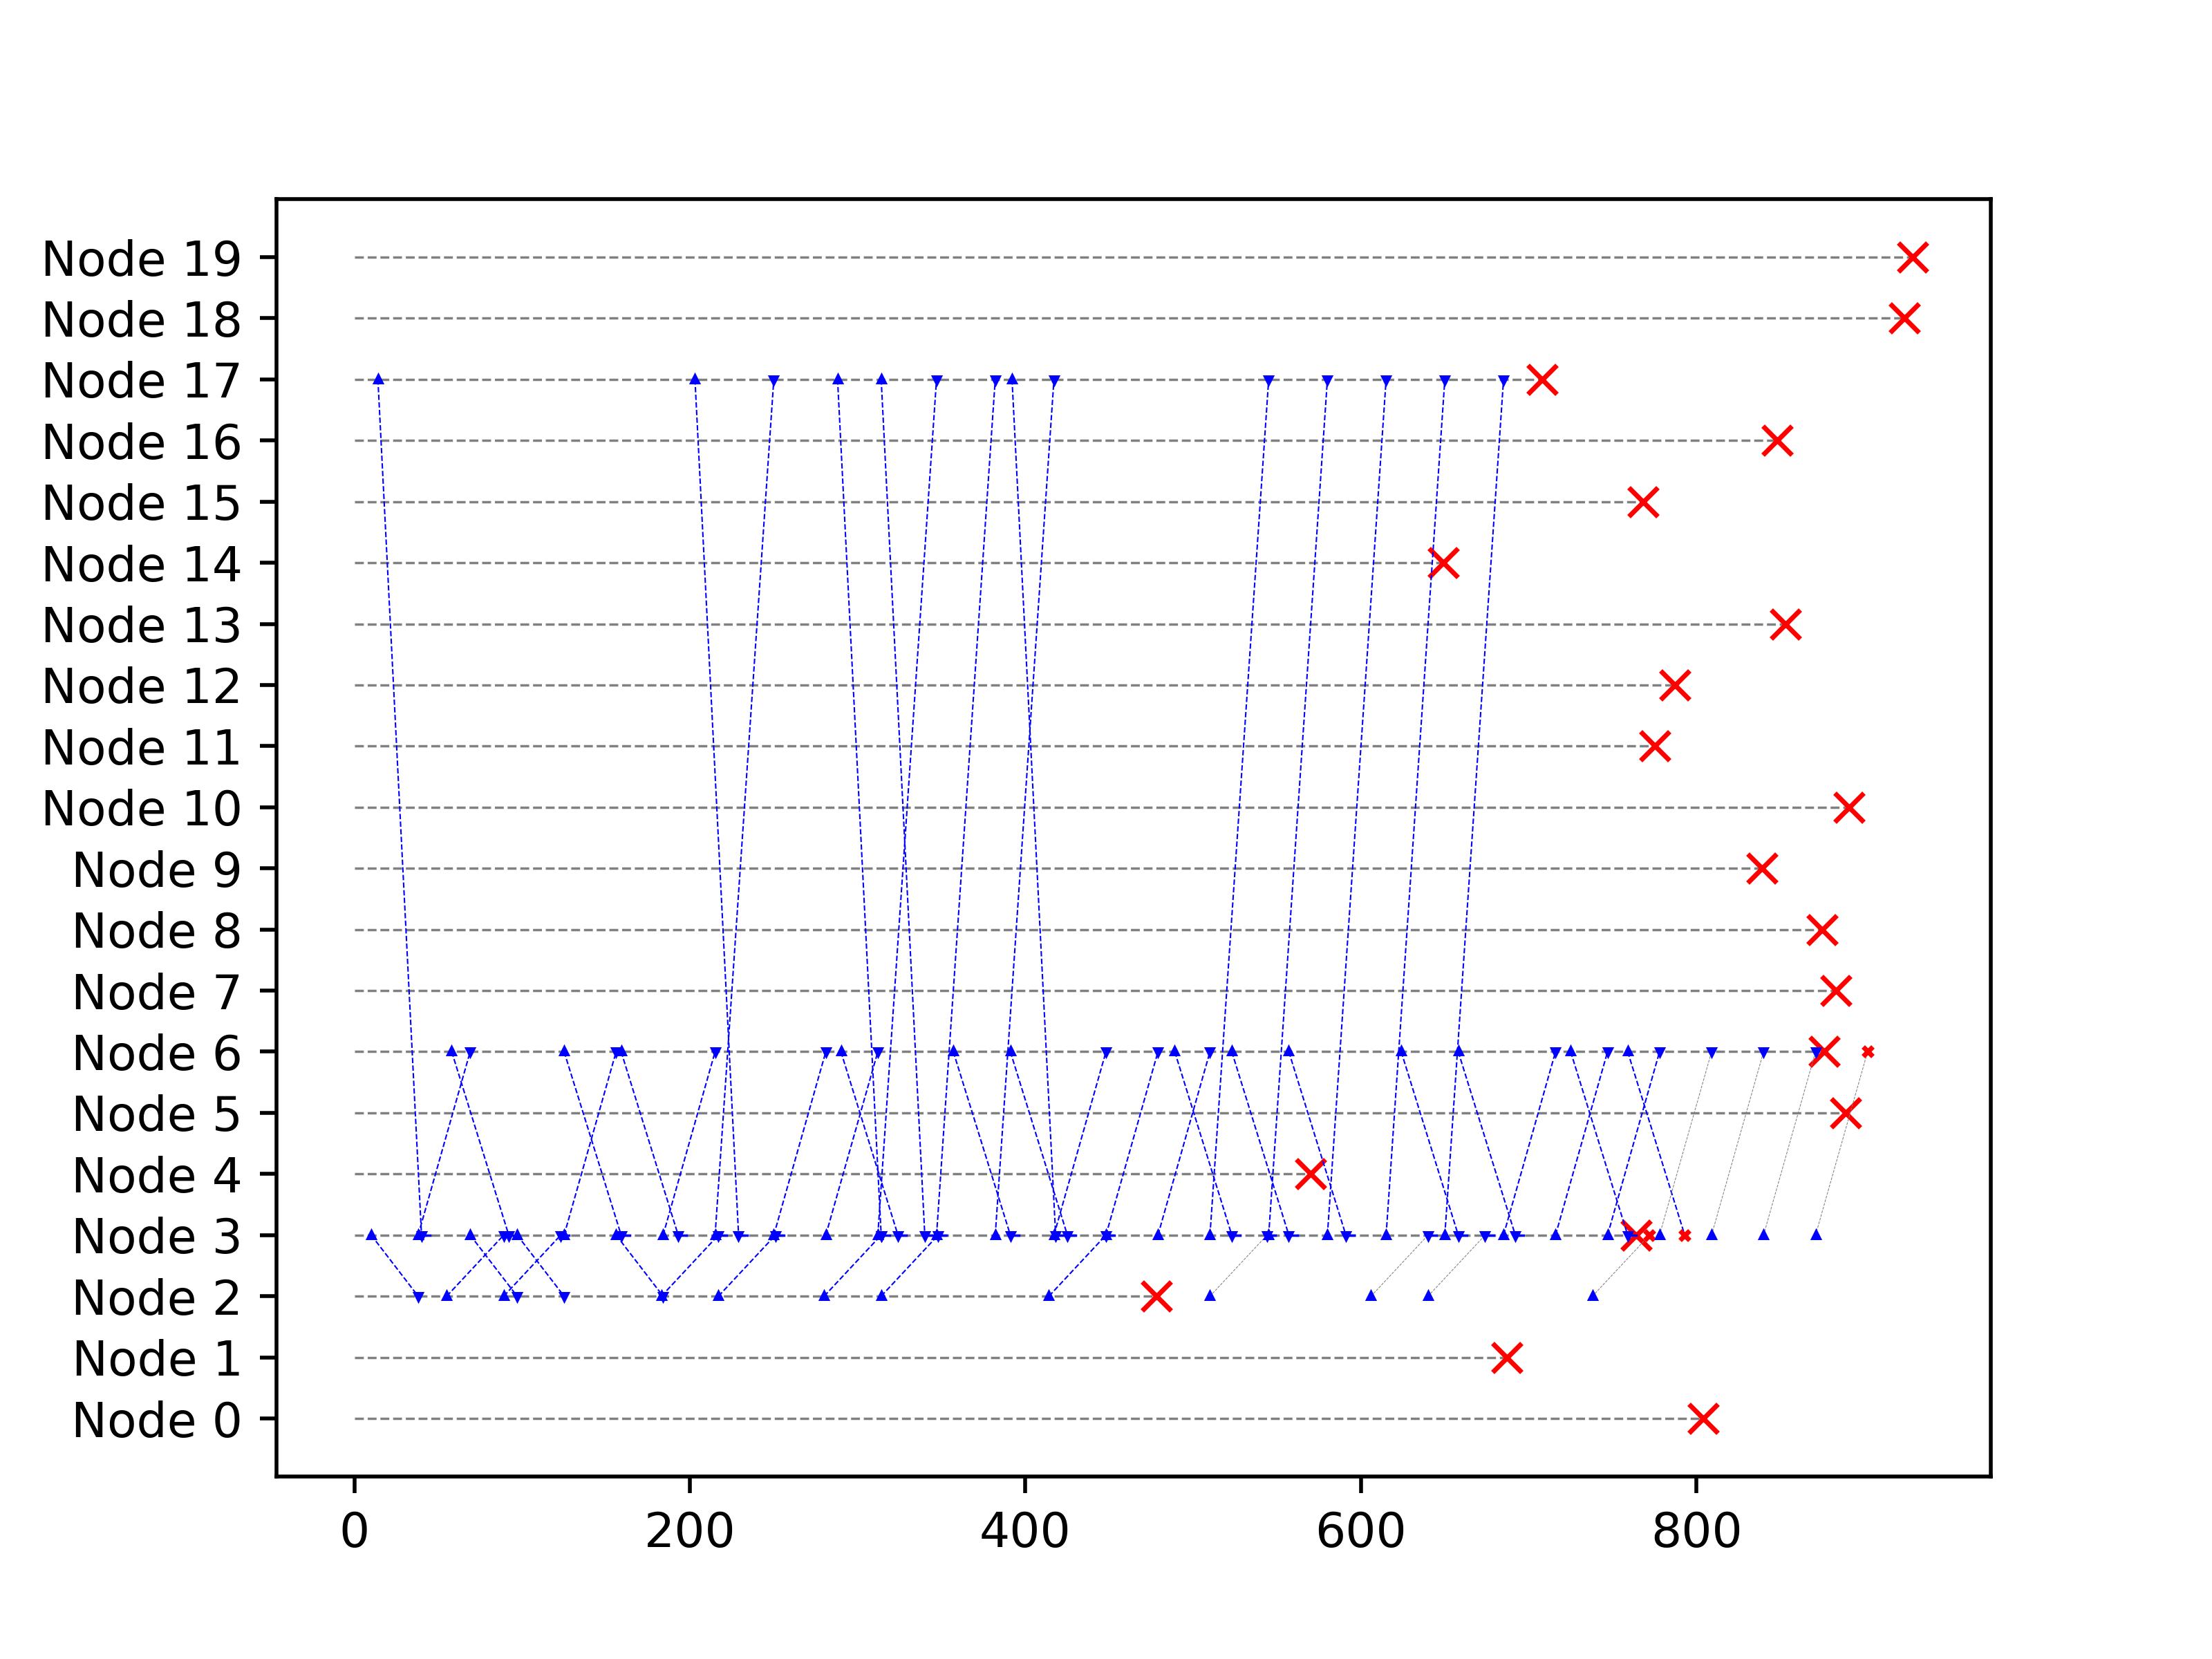 Node 19
Node 18
Node 17
Node 16
Node 15
Node 14
Node 13
Node 12
Node 11
Node 10
Node 9
Node 8
Node 7
Node 6
Node 5
Node 4
Node 3
Node 2
Node 1
Node 0
0 200 400 600 800